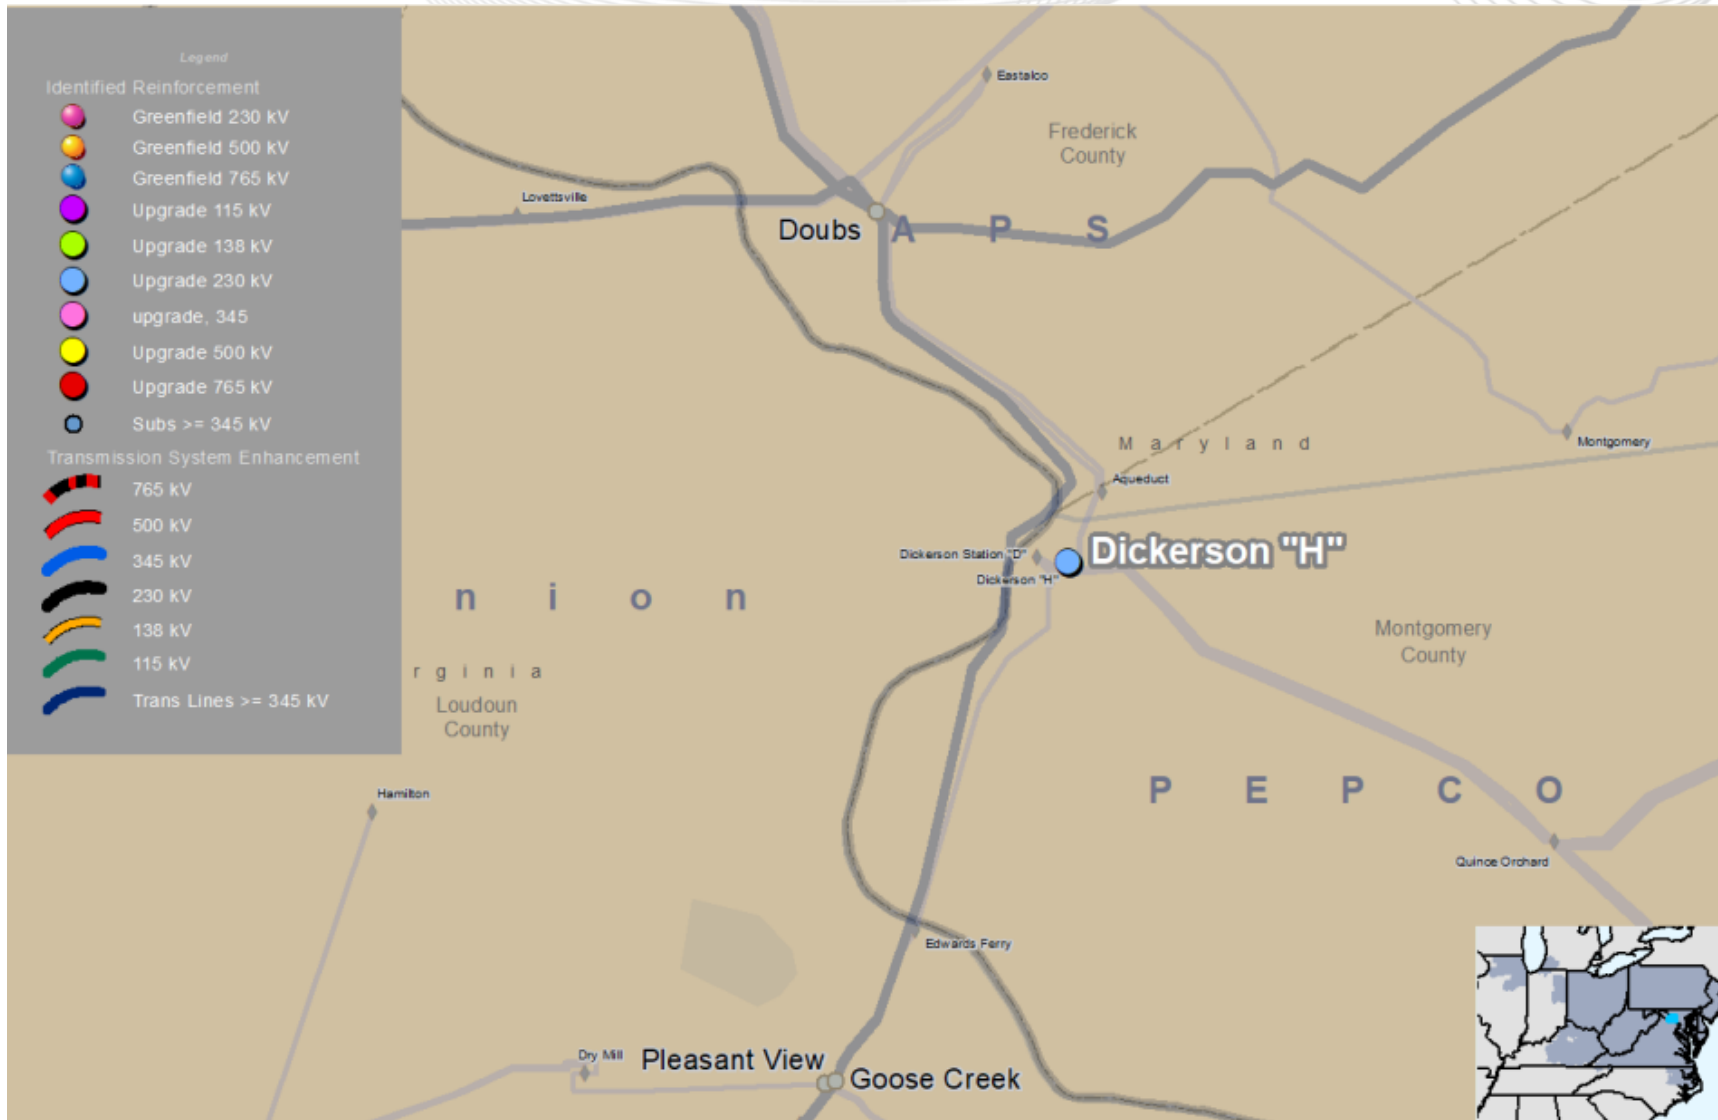 Legend
Identified Reinforcement
Greenfield 230 kV
Greenfield 500 kV
Greenfield 765 kV
Upgrade 115 kV
Upgrade 138 kV
Upgrade 230 kV
upgrade, 345
Upgrade 500 kV
Upgrade 765 kV
Subs >= 345 kV
Transmission System Enhancement
765 kV
500 kV
345 kV
230 kV
138 kV
115 kV
Trans Lines >= 345 kV
Eastalco
Frederick
County
Lovettsville
Doubs
A P S
Maryland
Montgomery
Aqueduct
Dickerson Station "D"
Dickerson "H"
Dickerson "H"
n i o n
Montgomery
County
rginia
Loudoun
County
Hamilton
P E P C O
Quince Orchard
Edwards Ferry
Dry Mill
Pleasant View
Goose Creek